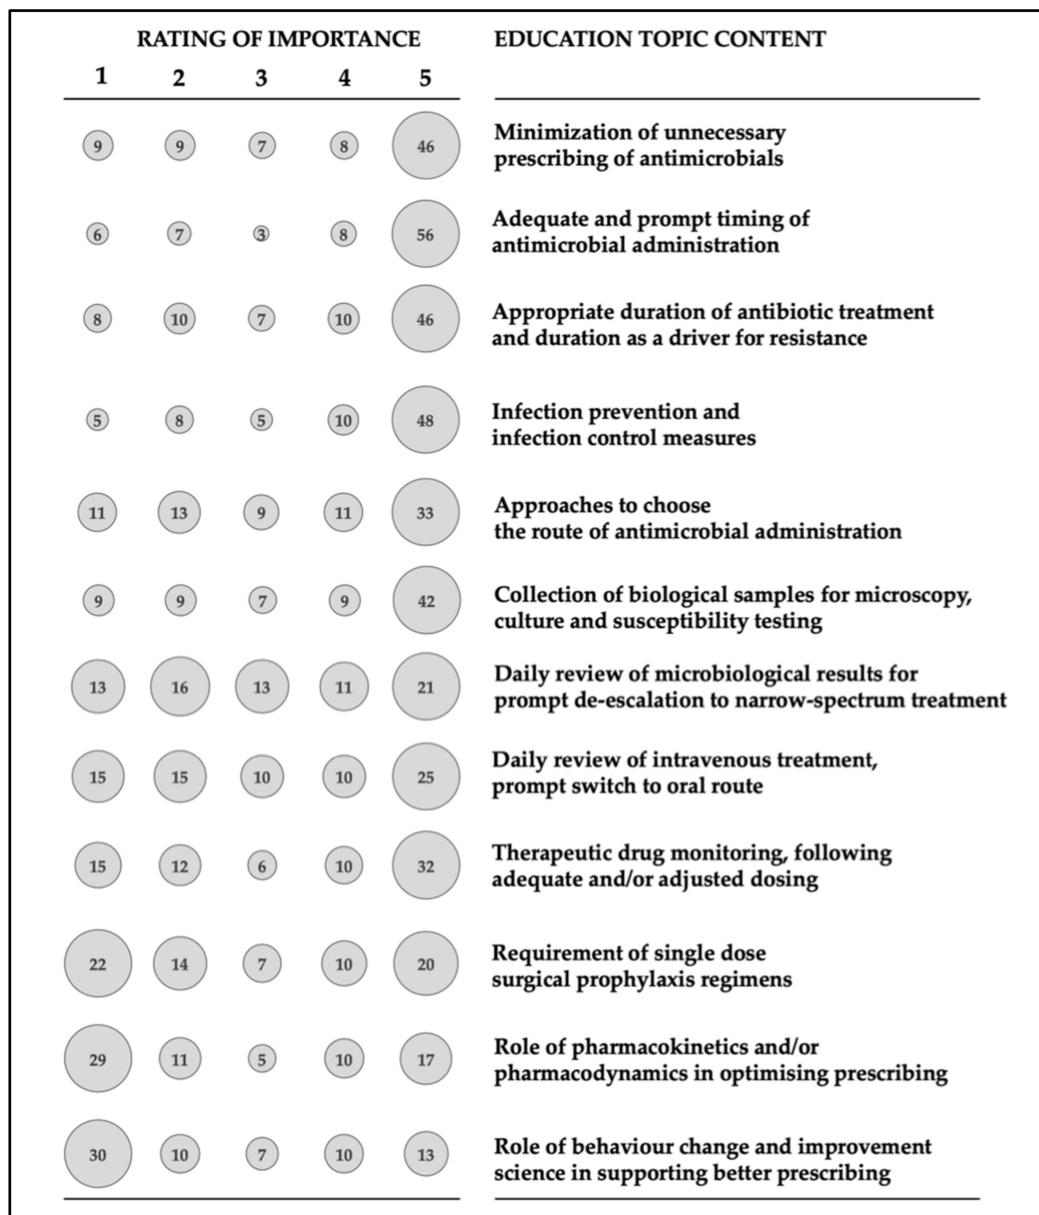 RATING OF IMPORTANCE EDUCATION TOPIC CONTENT
1 2 3 4 5
9 9 7 8 46 Minimization of unnecessary
prescribing of antimicrobials
6 7 3 8 56 Adequate and prompt timing of
antimicrobial administration
8 10 7 10 46 Appropriate duration of antibiotic treatment
and duration as a driver for resistance
5 8 5 10 48 Infection prevention and
infection control measures
11 13 9 11 33 Approaches to choose
the route of antimicrobial administration
9 9 7 9 42 Collection of biological samples for microscopy,
culture and susceptibility testing
13 16 13 11 21 Daily review of microbiological results for
prompt de-escalation to narrow-spectrum treatment
15 15 10 10 25 Daily review of intravenous treatment,
prompt switch to oral route
15 12 6 10 32 Therapeutic drug monitoring, following
adequate and/or adjusted dosing
22 14 7 10 20 Requirement of single dose
surgical prophylaxis regimens
29 11 5 10 17 Role of pharmacokinetics and/or
pharmacodynamics in optimising prescribing
30 10 7 10 13 Role of behaviour change and improvement
science in supporting better prescribing